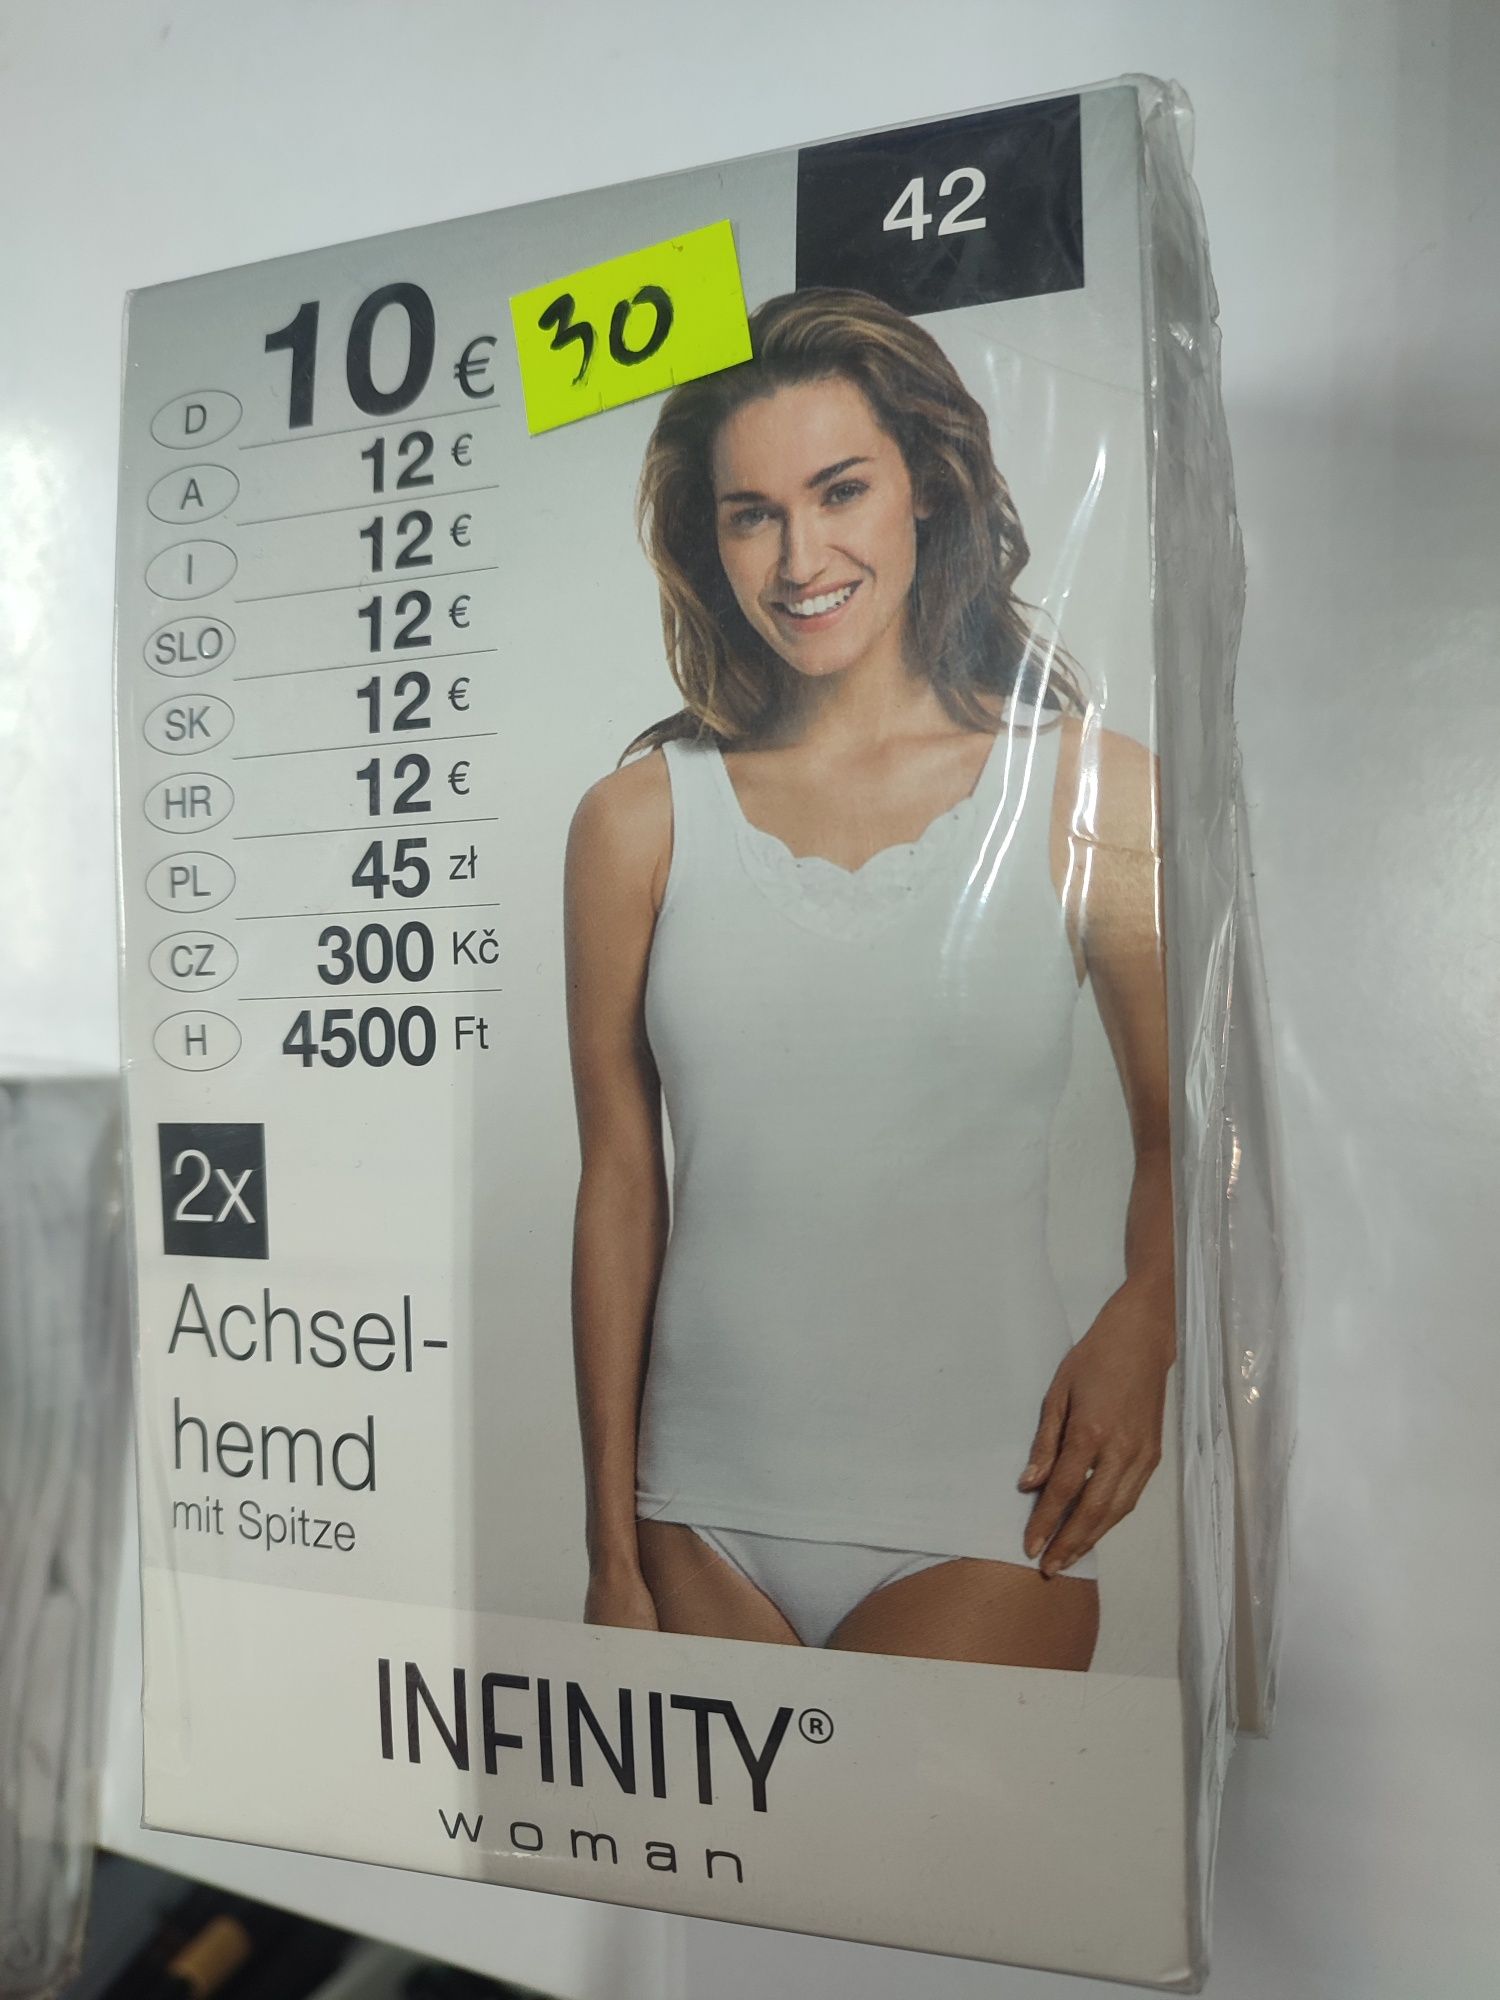 42
30
D 10 €
A 12 €
I 12 €
SLO 12 €
SK 12 €
HR 12 €
PL 45 zł
CZ 300 Kč
H 4500 Ft
2x
Achsel-
hemd
mit Spitze
INFINITY®
woman